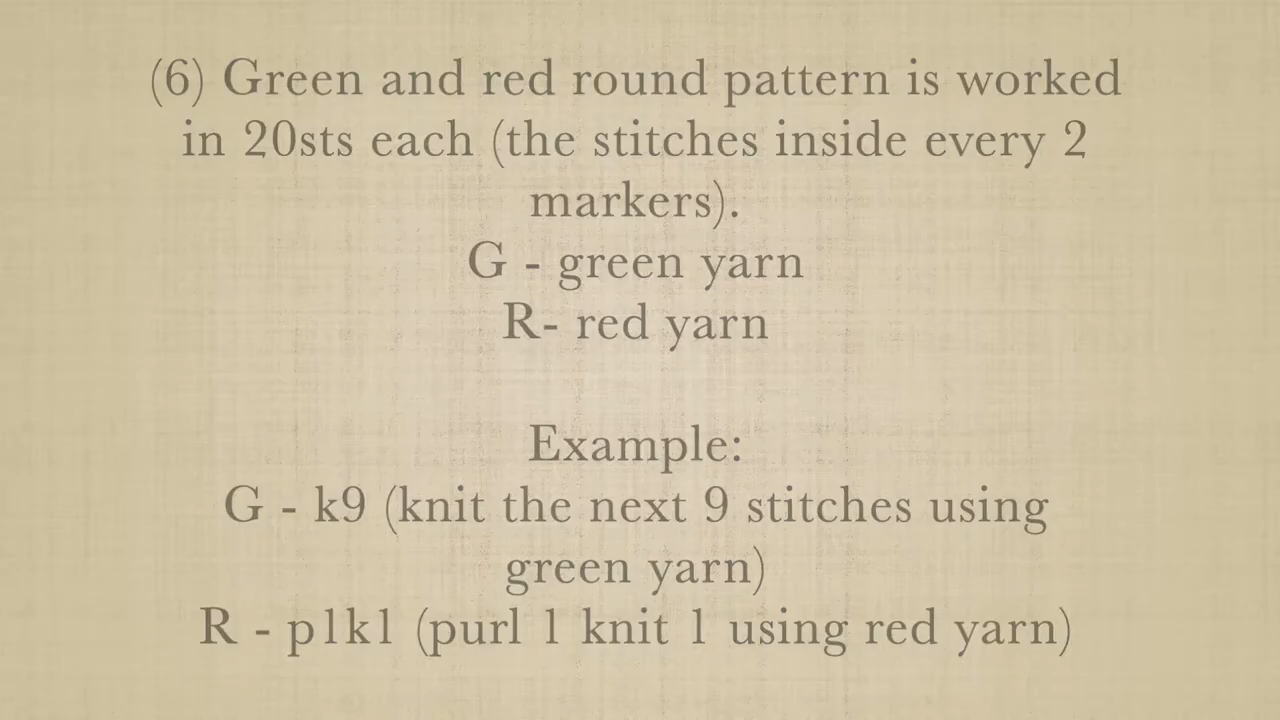 (6) Green and red round pattern is worked
in 20sts each (the stitches inside every 2
markers).
G - green yarn
R- red yarn
Example:
G - k9 (knit the next 9 stitches using
green yarn)
R - p1k1 (purl 1 knit 1 using red yarn)